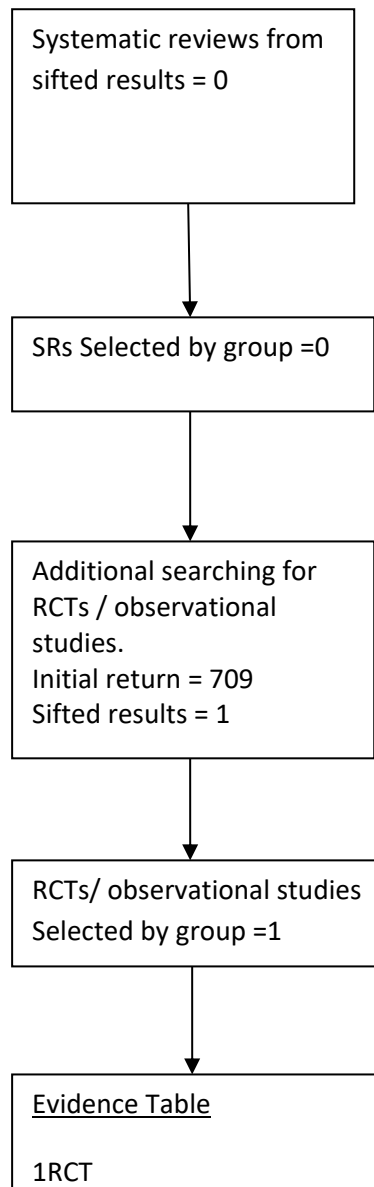 Systematic reviews from
sifted results = 0
SRs Selected by group =0
Additional searching for
RCTs / observational
studies.
Initial return = 709
Sifted results = 1
RCTs/ observational studies
Selected by group =1
Evidence Table
1RCT